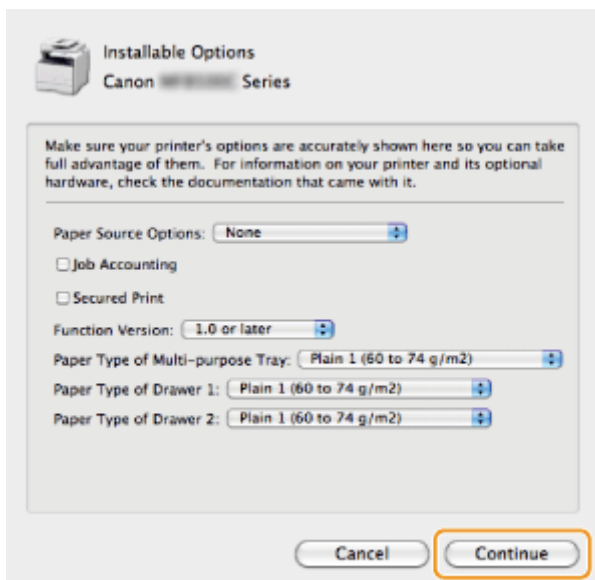 Installable Options
Canon Series
Make sure your printer's options are accurately shown here so you can take
full advantage of them. For information on your printer and its optional
hardware, check the documentation that came with it.
Paper Source Options: None
Job Accounting
Secured Print
Function Version: 1.0 or later
Paper Type of Multi-purpose Tray: Plain 1 (60 to 74 g/m2)
Paper Type of Drawer 1: Plain 1 (60 to 74 g/m2)
Paper Type of Drawer 2: Plain 1 (60 to 74 g/m2)
Cancel Continue